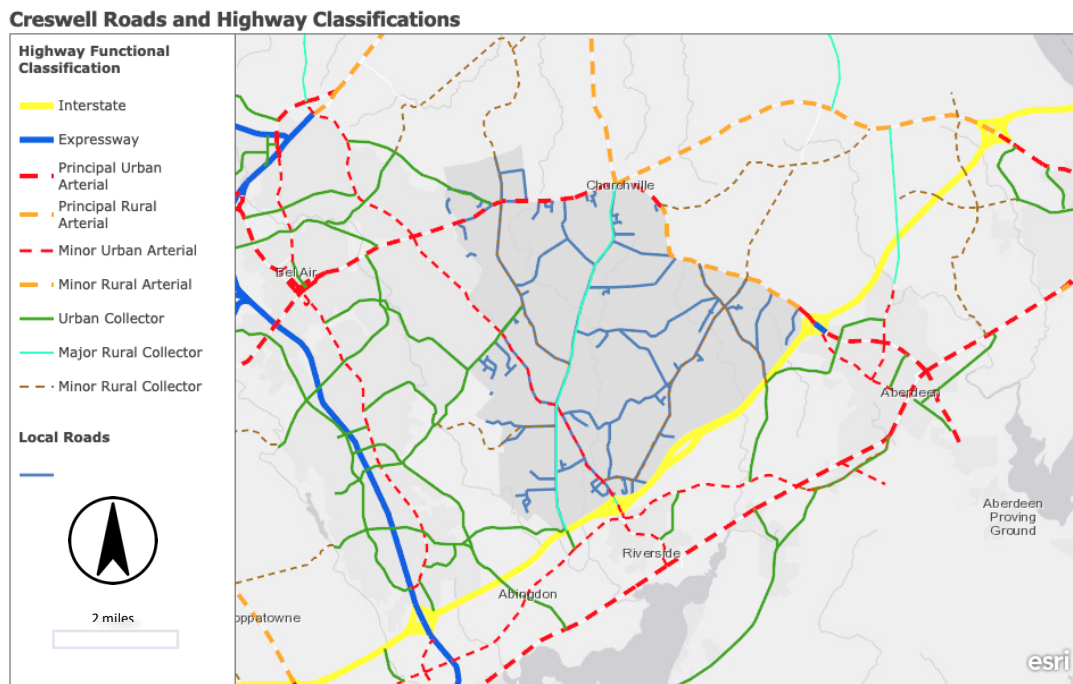 Creswell Roads and Highway Classifications
Highway Functional
Classification
Interstate
Expressway
Principal Urban
Arterial
Principal Rural
Arterial
Minor Urban Arterial
Minor Rural Arterial
Urban Collector
Major Rural Collector
Minor Rural Collector
Local Roads
2 miles
Churchville
Bel Air
Aberdeen
Aberdeen
Proving
Ground
Riverside
Abingdon
oppatowne
esri